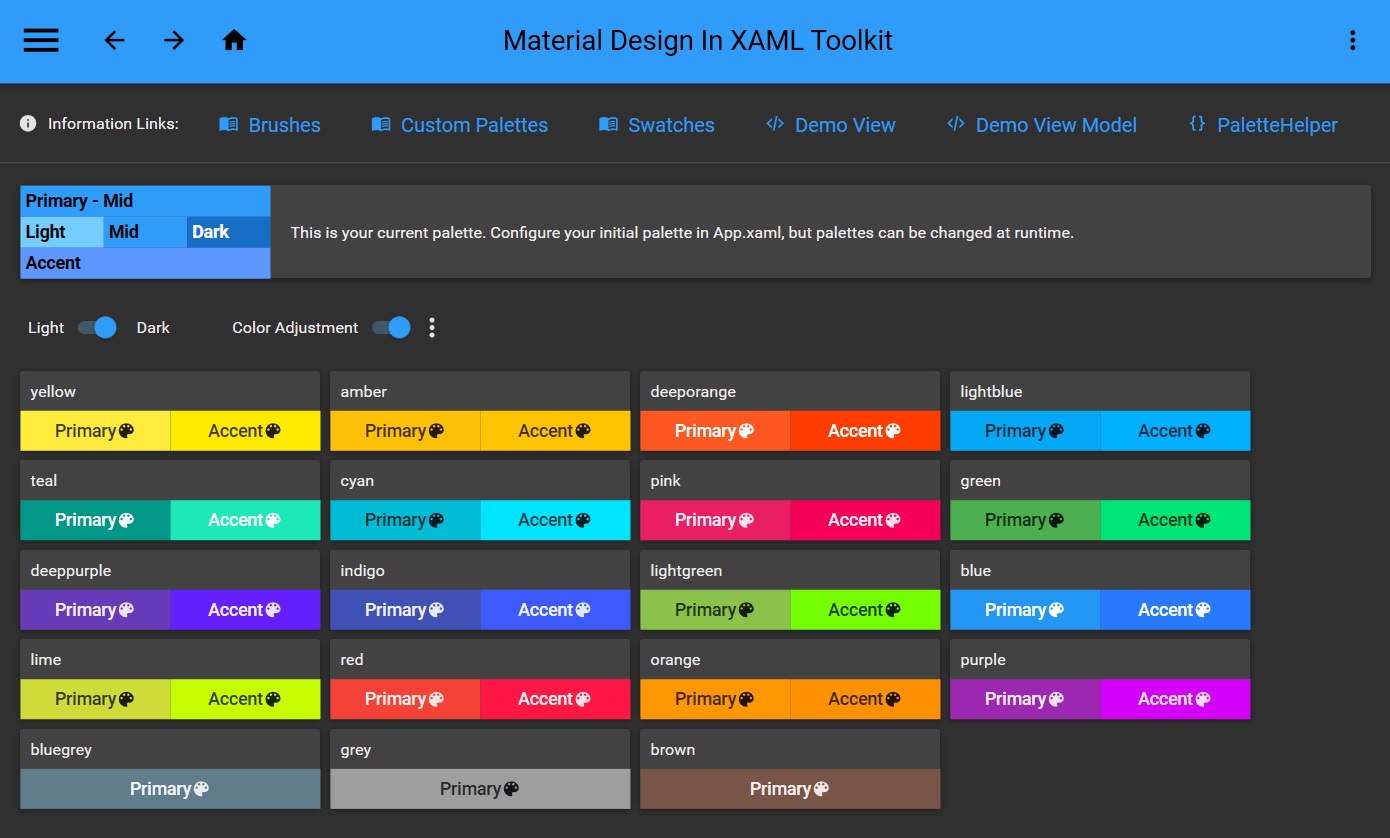 Material Design In XAML Toolkit
Information Links: Brushes Custom Palettes Swatches Demo View Demo View Model PaletteHelper
Primary - Mid
Light Mid Dark
This is your current palette. Configure your initial palette in App.xaml, but palettes can be changed at runtime.
Accent
Light Dark Color Adjustment
yellow amber deeporange lightblue
Primary Accent Primary Accent Primary Accent Primary Accent
teal cyan pink green
Primary Accent Primary Accent Primary Accent Primary Accent
deeppurple indigo lightgreen blue
Primary Accent Primary Accent Primary Accent Primary Accent
lime red orange purple
Primary Accent Primary Accent Primary Accent Primary Accent
bluegrey grey brown
Primary Primary Primary